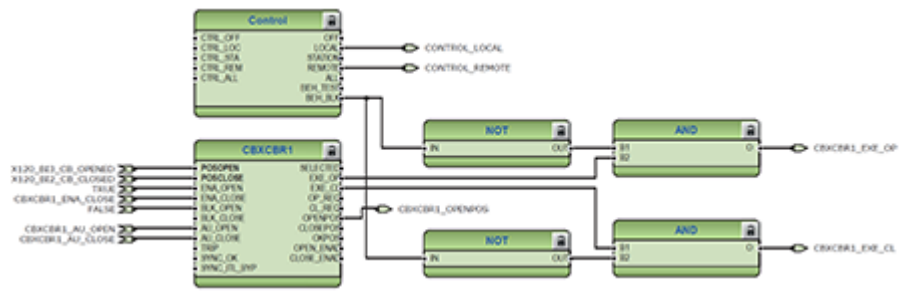 Control
CTRL_OFF OFF
CTRL_LOC LOCAL
CTRL_STA STATION
CTRL_REM REMOTE
CTRL_ALL ALL
BEH_TEST
BEH_BLK
CONTROL_LOCAL
CONTROL_REMOTE
NOT
IN OUT
AND
B1 O
B2
CBXCBR1_EXE_OP
X120_BI3_CB_OPENED
X120_BI2_CB_CLOSED
TRUE
CBXCBR1_ENA_CLOSE
FALSE
CBXCBR1_AU_OPEN
CBXCBR1_AU_CLOSE
CBXCBR1
POSOPEN SELECTED
POSCLOSE EXE_OP
ENA_OPEN EXE_CL
ENA_CLOSE OP_REQ
BLK_OPEN CL_REQ
BLK_CLOSE OPENPOS
AU_OPEN CLOSEPOS
AU_CLOSE OKPOS
TRIP OPEN_ENAD
SYNC_OK CLOSE_ENAD
SYNC_ITL_BYP
CBXCBR1_OPENPOS
NOT
IN OUT
AND
B1 O
B2
CBXCBR1_EXE_CL